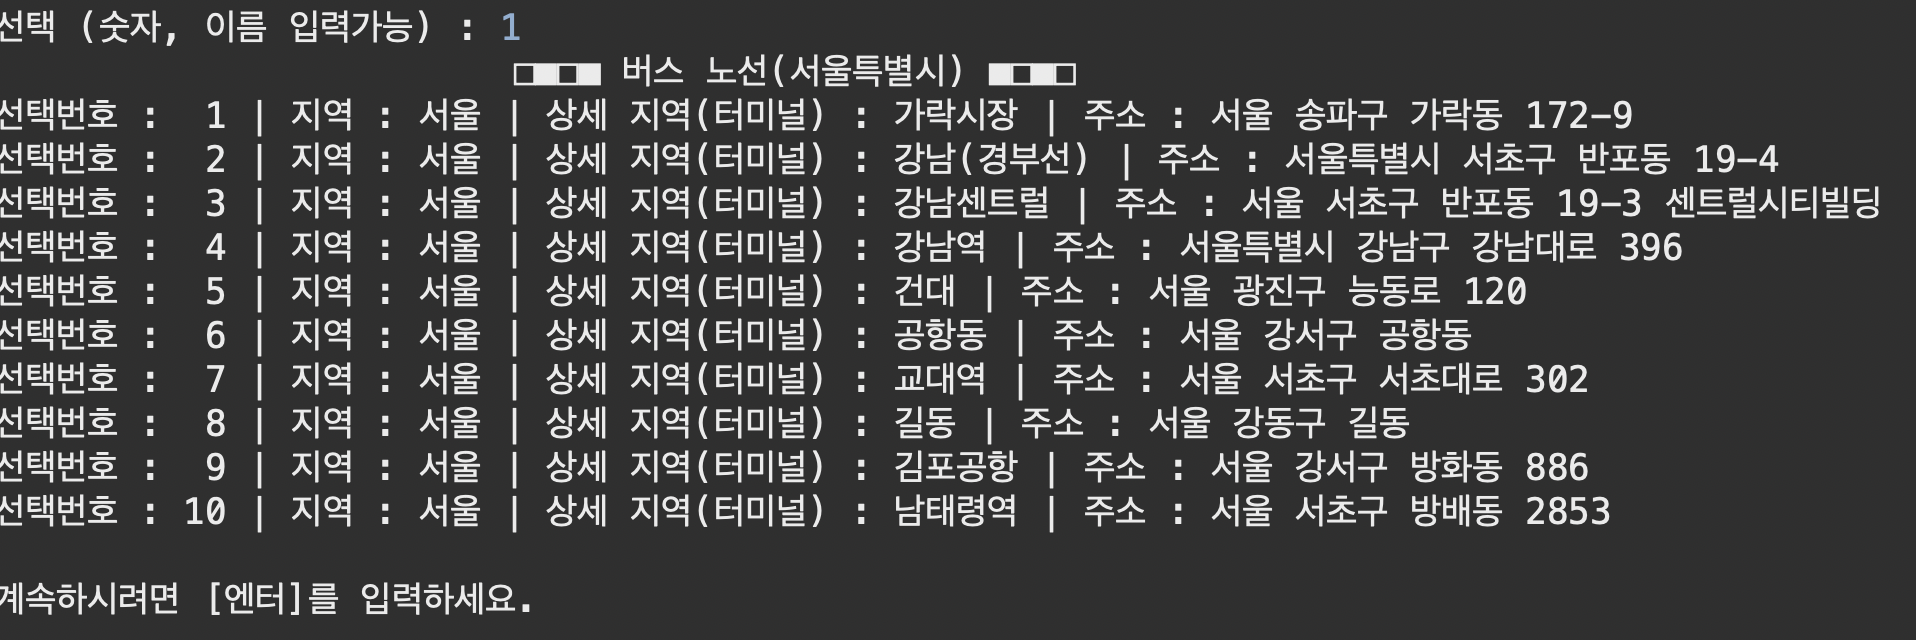 선택 (숫자, 이름 입력가능) : 1
□■□■ 버스 노선(서울특별시) ■□■□
선택번호 :  1 | 지역 : 서울 | 상세 지역(터미널) : 가락시장 | 주소 : 서울 송파구 가락동 172-9
선택번호 :  2 | 지역 : 서울 | 상세 지역(터미널) : 강남(경부선) | 주소 : 서울특별시 서초구 반포동 19-4
선택번호 :  3 | 지역 : 서울 | 상세 지역(터미널) : 강남센트럴 | 주소 : 서울 서초구 반포동 19-3 센트럴시티빌딩
선택번호 :  4 | 지역 : 서울 | 상세 지역(터미널) : 강남역 | 주소 : 서울특별시 강남구 강남대로 396
선택번호 :  5 | 지역 : 서울 | 상세 지역(터미널) : 건대 | 주소 : 서울 광진구 능동로 120
선택번호 :  6 | 지역 : 서울 | 상세 지역(터미널) : 공항동 | 주소 : 서울 강서구 공항동
선택번호 :  7 | 지역 : 서울 | 상세 지역(터미널) : 교대역 | 주소 : 서울 서초구 서초대로 302
선택번호 :  8 | 지역 : 서울 | 상세 지역(터미널) : 길동 | 주소 : 서울 강동구 길동
선택번호 :  9 | 지역 : 서울 | 상세 지역(터미널) : 김포공항 | 주소 : 서울 강서구 방화동 886
선택번호 : 10 | 지역 : 서울 | 상세 지역(터미널) : 남태령역 | 주소 : 서울 서초구 방배동 2853
계속하시려면 [엔터]를 입력하세요.